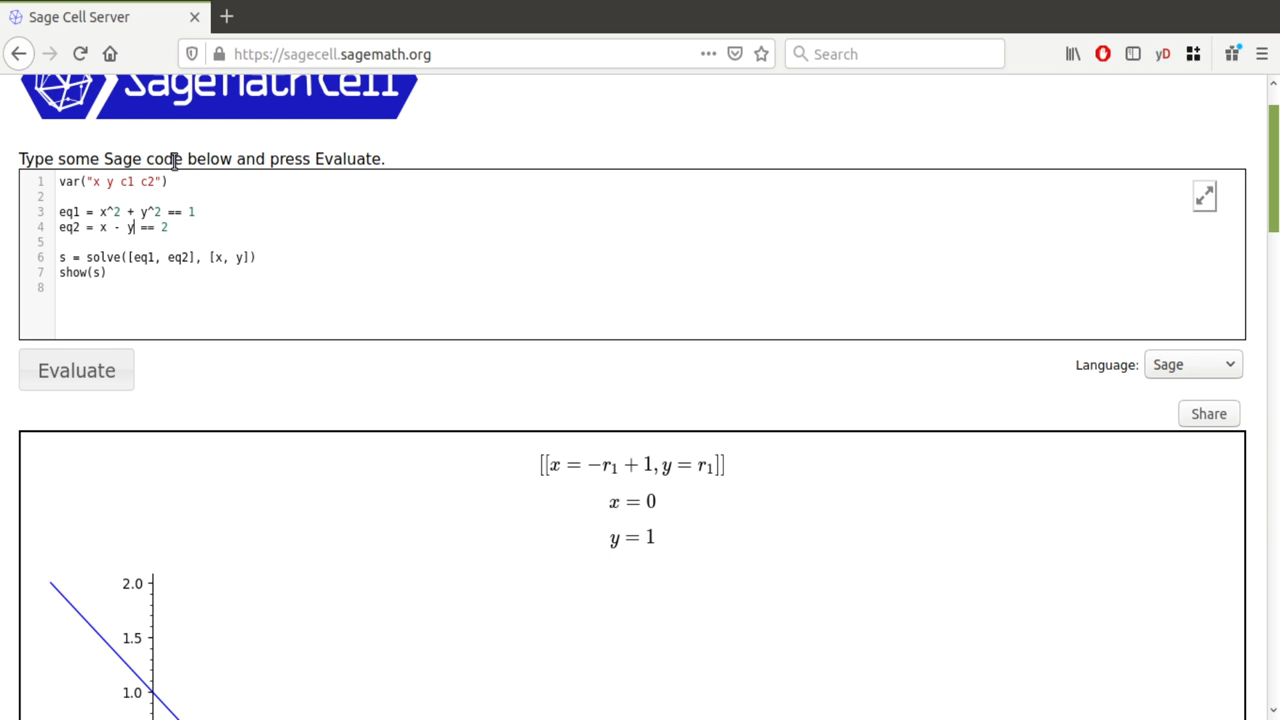 Sage Cell Server
https://sagecell.sagemath.org
Search
yD
SageMathCell
Type some Sage code below and press Evaluate.
1 var("x y c1 c2")
2
3 eq1 = x^2 + y^2 == 1
4 eq2 = x - y == 2
5
6 s = solve([eq1, eq2], [x, y])
7 show(s)
8
Evaluate
Language: Sage
Share
[[x = −r₁ + 1, y = r₁]]
x = 0
y = 1
2.0
1.5
1.0